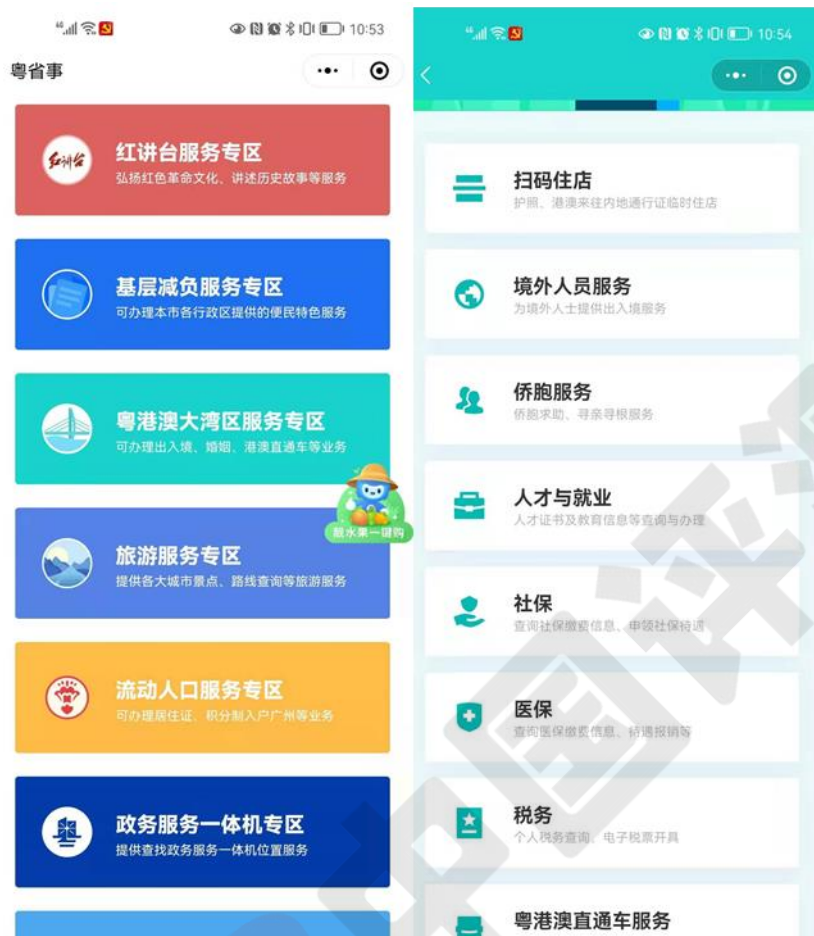 10:53
粤省事
红讲台
红讲台服务专区
弘扬红色革命文化、讲述历史故事等服务
基层减负服务专区
可办理本市各行政区提供的便民特色服务
粤港澳大湾区服务专区
可办理出入境、婚姻、港澳直通车等业务
靓水果一键购
旅游服务专区
提供各大城市景点、路线查询等旅游服务
流动人口服务专区
可办理居住证、积分制入户广州等业务
政务服务一体机专区
提供查找政务服务一体机位置服务
10:54
扫码住店
护照、港澳来往内地通行证临时住店
境外人员服务
为境外人士提供出入境服务
侨胞服务
侨胞求助、寻亲寻根服务
人才与就业
人才证书及教育信息等查询与办理
社保
查询社保缴费信息、申领社保待遇
医保
查询医保缴费信息、待遇报销等
税务
个人税务查询、电子税票开具
粤港澳直通车服务
中国评